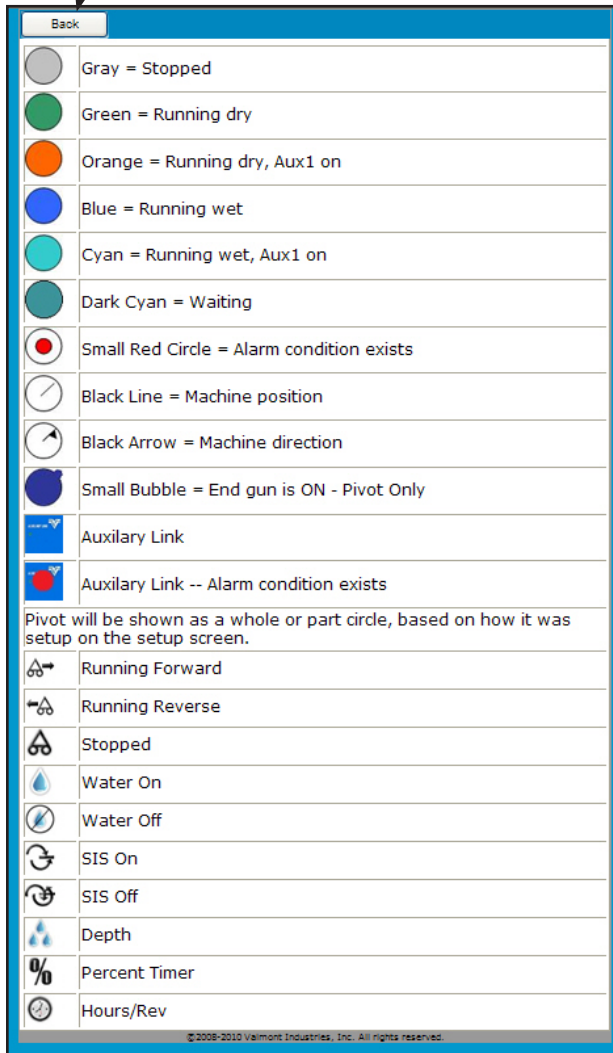 Back
Gray = Stopped
Green = Running dry
Orange = Running dry, Aux1 on
Blue = Running wet
Cyan = Running wet, Aux1 on
Dark Cyan = Waiting
Small Red Circle = Alarm condition exists
Black Line = Machine position
Black Arrow = Machine direction
Small Bubble = End gun is ON - Pivot Only
Auxilary Link
Auxilary Link -- Alarm condition exists
Pivot will be shown as a whole or part circle, based on how it was
setup on the setup screen.
Running Forward
Running Reverse
Stopped
Water On
Water Off
SIS On
SIS Off
Depth
% Percent Timer
Hours/Rev
©2008-2010 Valmont Industries, Inc. All rights reserved.